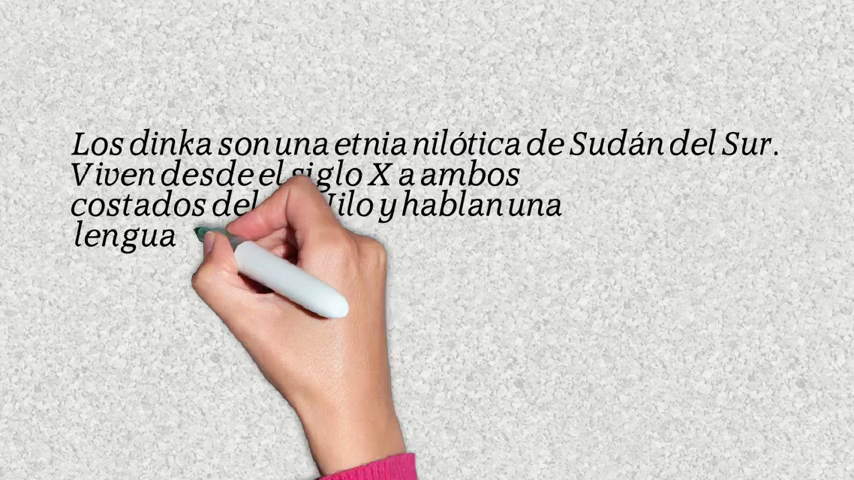 Los dinka son una etnia nilótica de Sudán del Sur.
Viven desde el siglo X a ambos
costados del Nilo y hablan una
lengua